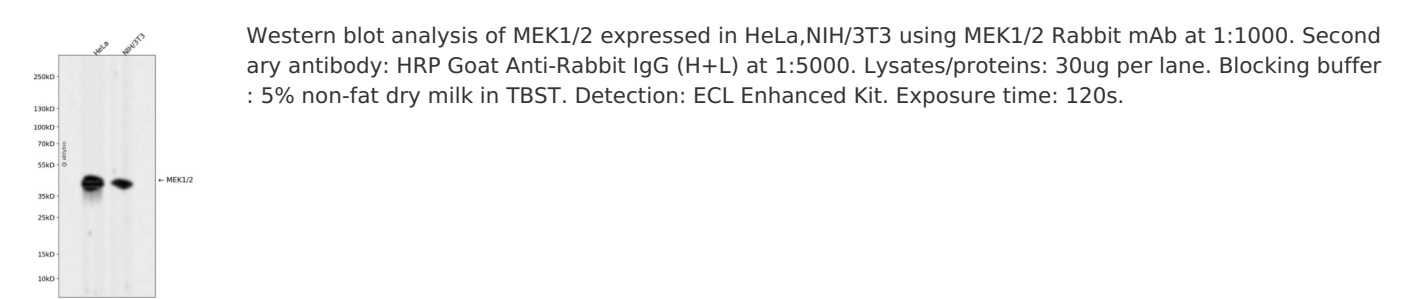 HeLa
NIH/3T3
250kD
130kD
100kD
70kD
55kD
35kD
25kD
15kD
10kD
← MEK1/2
Western blot analysis of MEK1/2 expressed in HeLa,NIH/3T3 using MEK1/2 Rabbit mAb at 1:1000. Second
ary antibody: HRP Goat Anti-Rabbit IgG (H+L) at 1:5000. Lysates/proteins: 30ug per lane. Blocking buffer
: 5% non-fat dry milk in TBST. Detection: ECL Enhanced Kit. Exposure time: 120s.